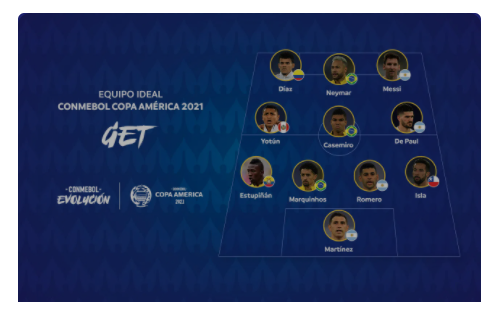 EQUIPO IDEAL
CONMEBOL COPA AMÉRICA 2021
GET
-CONMEBOL-
EVOLUCIÓN
COPA AMERICA
2021
Díaz
Neymar
Messi
Yotún
Casemiro
De Paul
Estupiñán
Marquinhos
Romero
Isla
Martínez